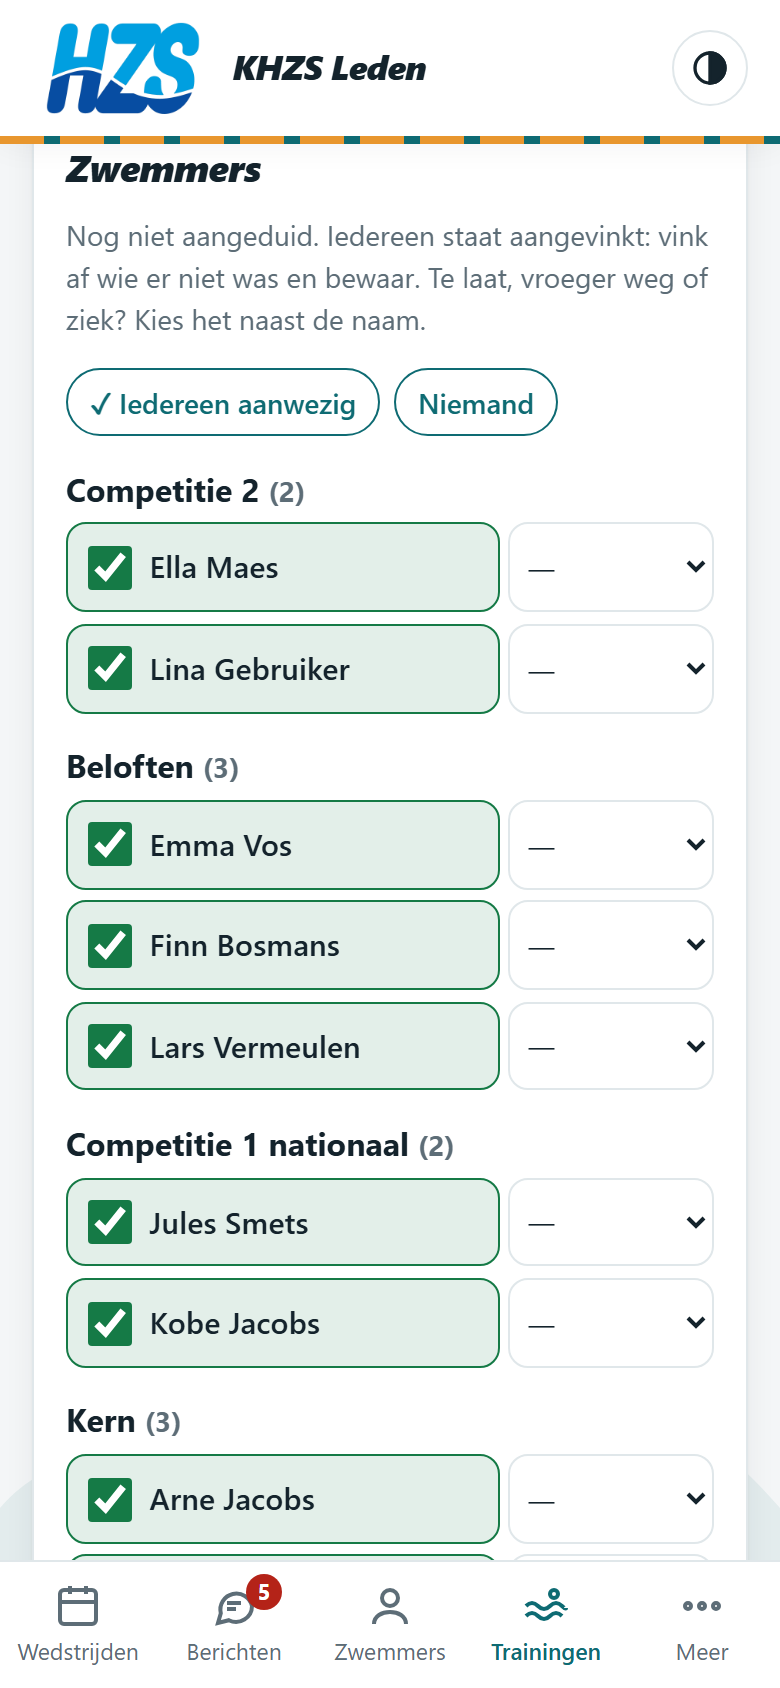 HZS
KHZS Leden
Zwemmers
Nog niet aangeduid. Iedereen staat aangevinkt: vink
af wie er niet was en bewaar. Te laat, vroeger weg of
ziek? Kies het naast de naam.
✓ Iedereen aanwezig
Niemand
Competitie 2 (2)
Ella Maes
—
Lina Gebruiker
—
Beloften (3)
Emma Vos
—
Finn Bosmans
—
Lars Vermeulen
—
Competitie 1 nationaal (2)
Jules Smets
—
Kobe Jacobs
—
Kern (3)
Arne Jacobs
—
5
Wedstrijden
Berichten
Zwemmers
Trainingen
Meer